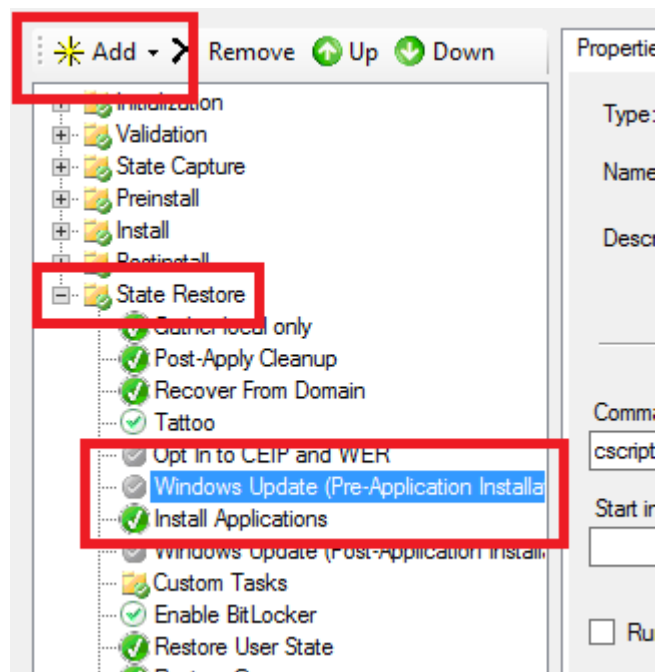 Add Remove Up Down
Propertie
Initialization
Type:
Validation
State Capture
Name
Preinstall
Install
Descr
Postinstall
State Restore
Gather local only
Post-Apply Cleanup
Recover From Domain
Tattoo
Comma
Opt In to CEIP and WER
cscript
Windows Update (Pre-Application Installa
Start in
Install Applications
Windows Update (Post-Application Install
Custom Tasks
Enable BitLocker
Ru
Restore User State